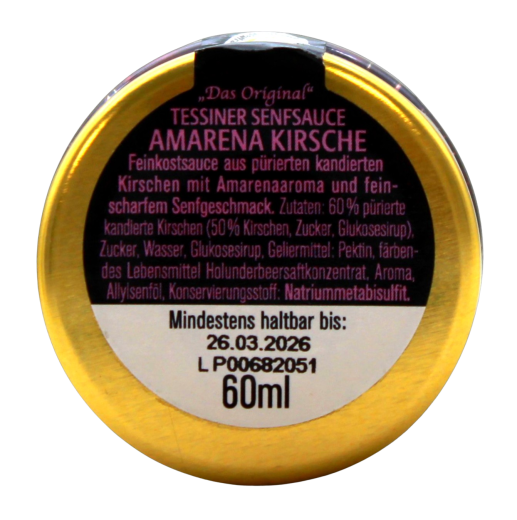 „Das Original“
TESSINER SENFSAUCE
AMARENA KIRSCHE
Feinkostsauce aus pürierten kandierten
Kirschen mit Amarenaaroma und fein-
scharfem Senfgeschmack. Zutaten: 60% pürierte
kandierte Kirschen (50% Kirschen, Zucker, Glukosesirup),
Zucker, Wasser, Glukosesirup, Geliermittel: Pektin, färben-
des Lebensmittel Holunderbeersaftkonzentrat, Aroma,
Allylsenföl, Konservierungsstoff: Natriummetabisulfit.
Mindestens haltbar bis:
26.03.2026
L P00682051
60ml